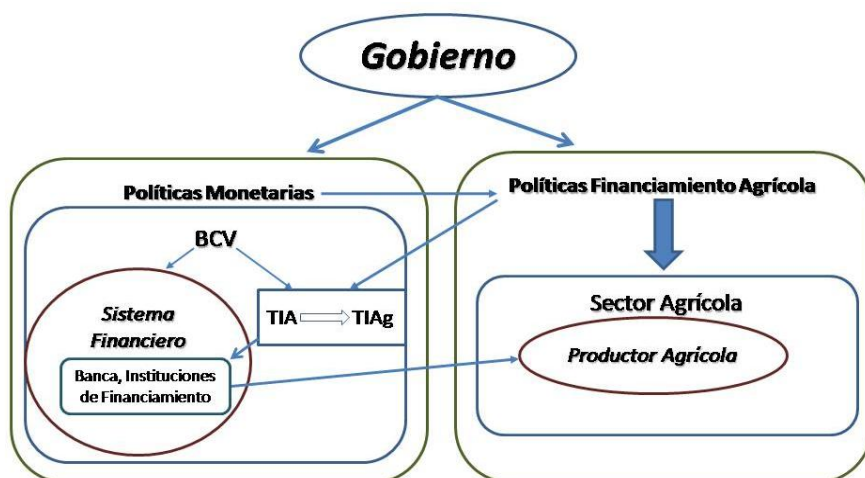 Gobierno
Políticas Monetarias
Políticas Financiamiento Agrícola
BCV
Sistema
Financiero
TIA
TIAg
Banca, Instituciones
de Financiamiento
Sector Agrícola
Productor Agrícola